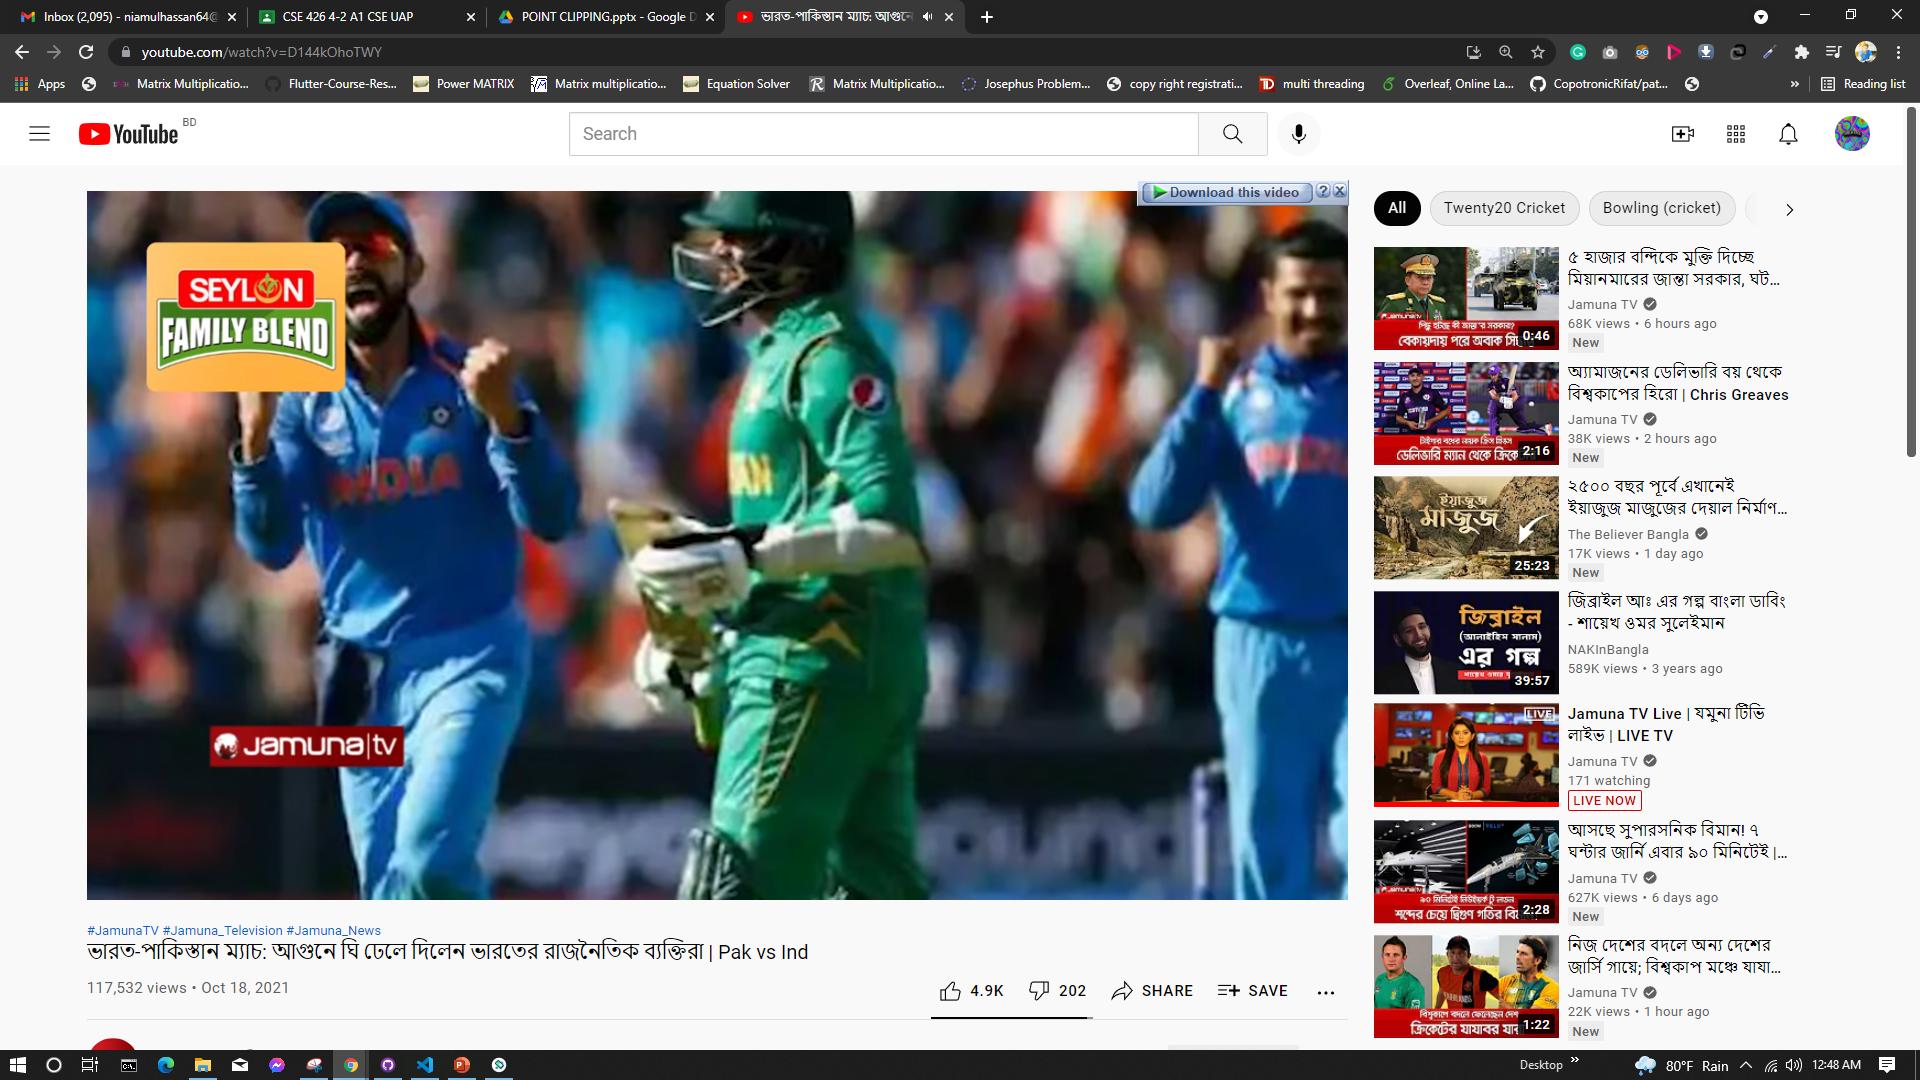 Inbox (2,095) - niamulhassan64@
CSE 426 4-2 A1 CSE UAP
POINT CLIPPING.pptx - Google D
ভারত-পাকিস্তান ম্যাচ: আগুনে
youtube.com/watch?v=D144kOhoTWY
Apps
Matrix Multiplicatio...
Flutter-Course-Res...
Power MATRIX
Matrix multiplicatio...
Equation Solver
Matrix Multiplicatio...
Josephus Problem...
copy right registrati...
multi threading
Overleaf, Online La...
CopotronicRifat/pat...
»
Reading list
YouTube BD
Search
Download this video
SEYLON
FAMILY BLEND
INDIA
Jamuna|tv
#JamunaTV #Jamuna_Television #Jamuna_News
ভারত-পাকিস্তান ম্যাচ: আগুনে ঘি ঢেলে দিলেন ভারতের রাজনৈতিক ব্যক্তিরা | Pak vs Ind
117,532 views • Oct 18, 2021
4.9K
202
SHARE
SAVE
All
Twenty20 Cricket
Bowling (cricket)
0:46
৫ হাজার বন্দিকে মুক্তি দিচ্ছে
মিয়ানমারের জান্তা সরকার, ঘট...
Jamuna TV
68K views • 6 hours ago
New
2:16
অ্যামাজনের ডেলিভারি বয় থেকে
বিশ্বকাপের হিরো | Chris Greaves
Jamuna TV
38K views • 2 hours ago
New
ইয়াজুজ
মাজুজ
25:23
২৫০০ বছর পূর্বে এখানেই
ইয়াজুজ মাজুজের দেয়াল নির্মাণ...
The Believer Bangla
17K views • 1 day ago
New
জিব্রাইল
(আলাইহিস সালাম)
এর গল্প
39:57
জিব্রাইল আঃ এর গল্প বাংলা ডাবিং
- শায়েখ ওমর সুলেইমান
NAKInBangla
589K views • 3 years ago
LIVE
Jamuna TV Live | যমুনা টিভি
লাইভ | LIVE TV
Jamuna TV
171 watching
LIVE NOW
2:28
আসছে সুপারসনিক বিমান! ৭
ঘন্টার জার্নি এবার ৯০ মিনিটেই |...
Jamuna TV
627K views • 6 days ago
New
1:22
নিজ দেশের বদলে অন্য দেশের
জার্সি গায়ে; বিশ্বকাপ মঞ্চে যাযা...
Jamuna TV
22K views • 1 hour ago
New
Desktop »
80°F Rain
12:48 AM